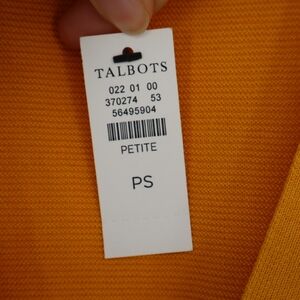 TALBOTS
022 01 00
370274 53
56495904
PETITE
PS